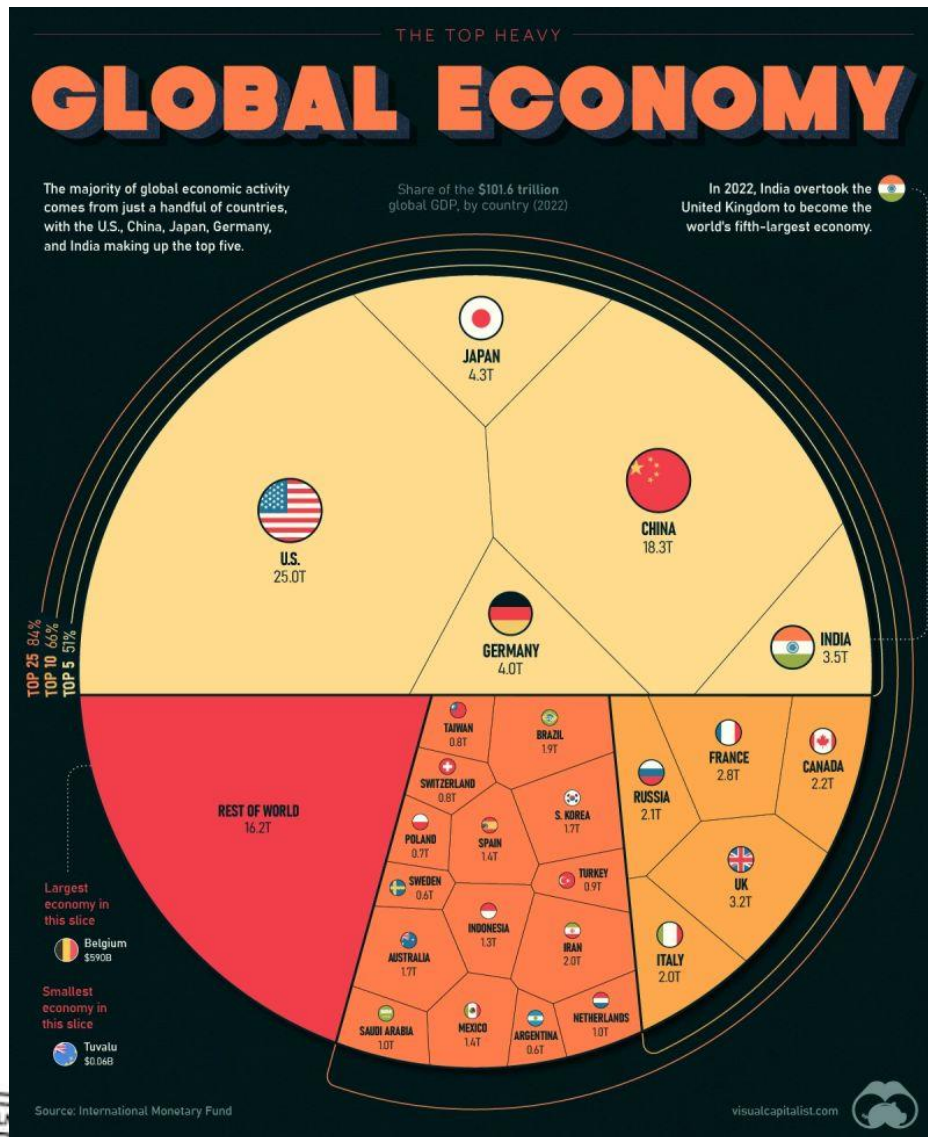 THE TOP HEAVY
GLOBAL ECONOMY
The majority of global economic activity
comes from just a handful of countries,
with the U.S., China, Japan, Germany,
and India making up the top five.
Share of the $101.6 trillion
global GDP, by country (2022)
In 2022, India overtook the
United Kingdom to become the
world's fifth-largest economy.
JAPAN
4.3T
U.S.
25.0T
CHINA
18.3T
GERMANY
4.0T
INDIA
3.5T
TOP 25 84%
TOP 10 66%
TOP 5 51%
REST OF WORLD
16.2T
TAIWAN
0.8T
BRAZIL
1.9T
SWITZERLAND
0.8T
POLAND
0.7T
SPAIN
1.4T
S. KOREA
1.7T
SWEDEN
0.6T
TURKEY
0.9T
INDONESIA
1.3T
AUSTRALIA
1.7T
IRAN
2.0T
SAUDI ARABIA
1.0T
MEXICO
1.4T
ARGENTINA
0.6T
NETHERLANDS
1.0T
RUSSIA
2.1T
FRANCE
2.8T
CANADA
2.2T
UK
3.2T
ITALY
2.0T
Largest
economy in
this slice
Belgium
$590B
Smallest
economy in
this slice
Tuvalu
$0.06B
Source: International Monetary Fund
visualcapitalist.com